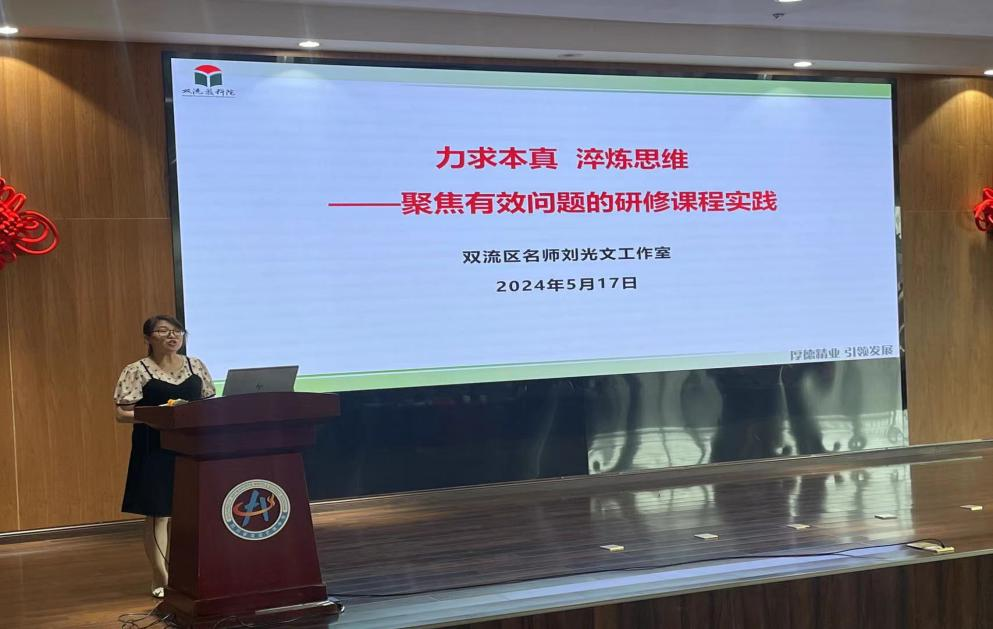 双流教科院
力求本真 淬炼思维
——聚焦有效问题的研修课程实践
双流区名师刘光文工作室
2024年5月17日
厚德精业 引领发展